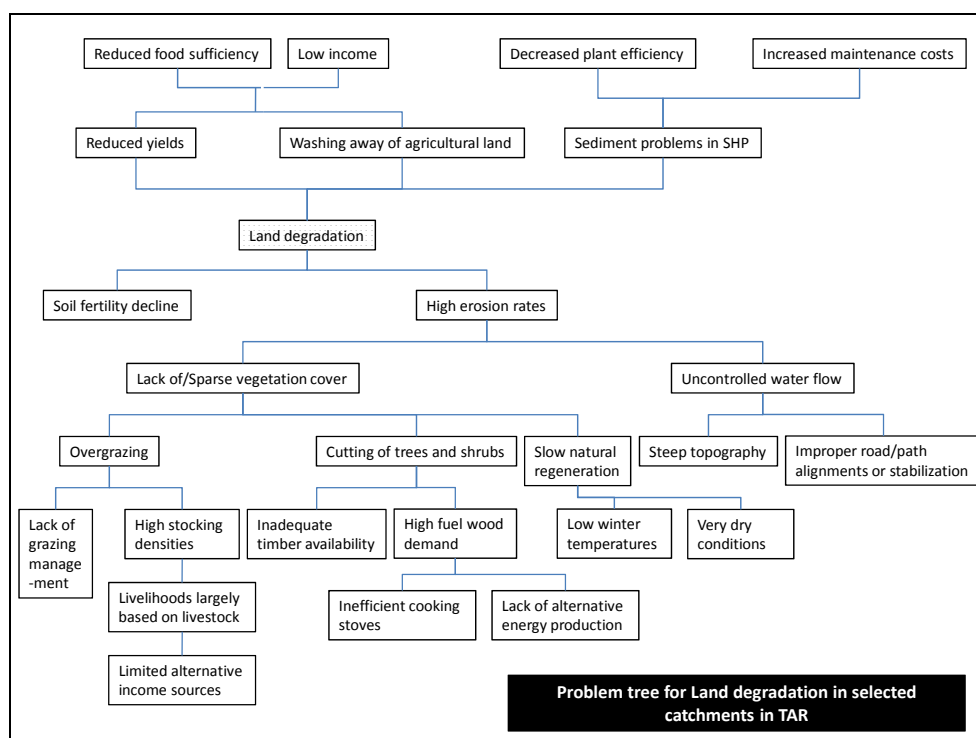 Reduced food sufficiency
Low income
Decreased plant efficiency
Increased maintenance costs
Reduced yields
Washing away of agricultural land
Sediment problems in SHP
Land degradation
Soil fertility decline
High erosion rates
Lack of/Sparse vegetation cover
Uncontrolled water flow
Overgrazing
Cutting of trees and shrubs
Slow natural
regeneration
Steep topography
Improper road/path
alignments or stabilization
Lack of
grazing
manage
-ment
High stocking
densities
Inadequate
timber availability
High fuel wood
demand
Low winter
temperatures
Very dry
conditions
Livelihoods largely
based on livestock
Inefficient cooking
stoves
Lack of alternative
energy production
Limited alternative
income sources
Problem tree for Land degradation in selected
catchments in TAR